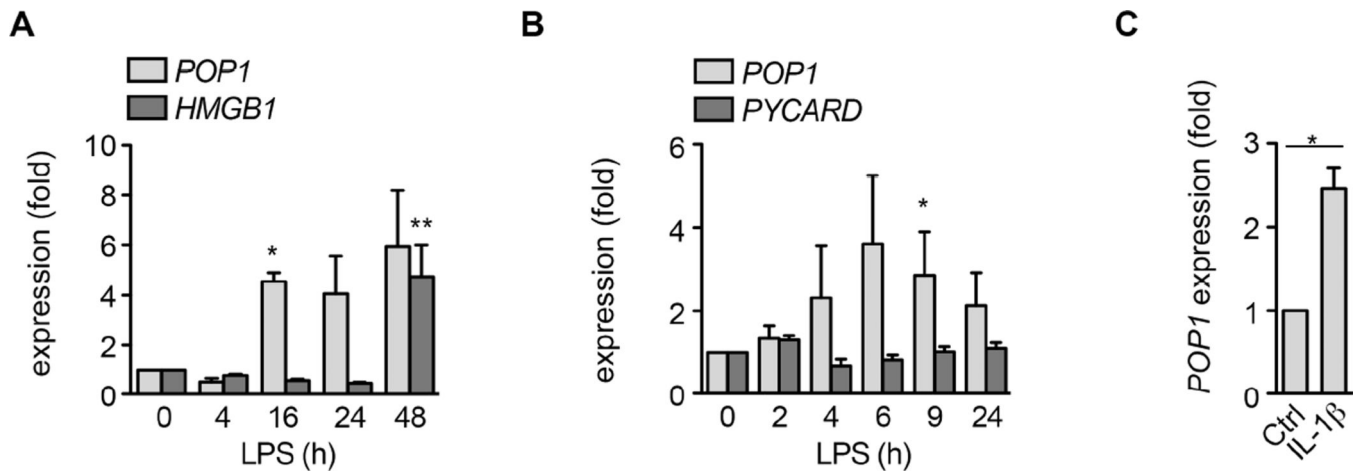 A
POP1
HMGB1
expression (fold)
10
8
6
4
2
0
*
**
0 4 16 24 48
LPS (h)
B
POP1
PYCARD
expression (fold)
6
4
2
0
*
0 2 4 6 9 24
LPS (h)
C
POP1 expression (fold)
3
2
1
0
*
Ctrl
IL-1β